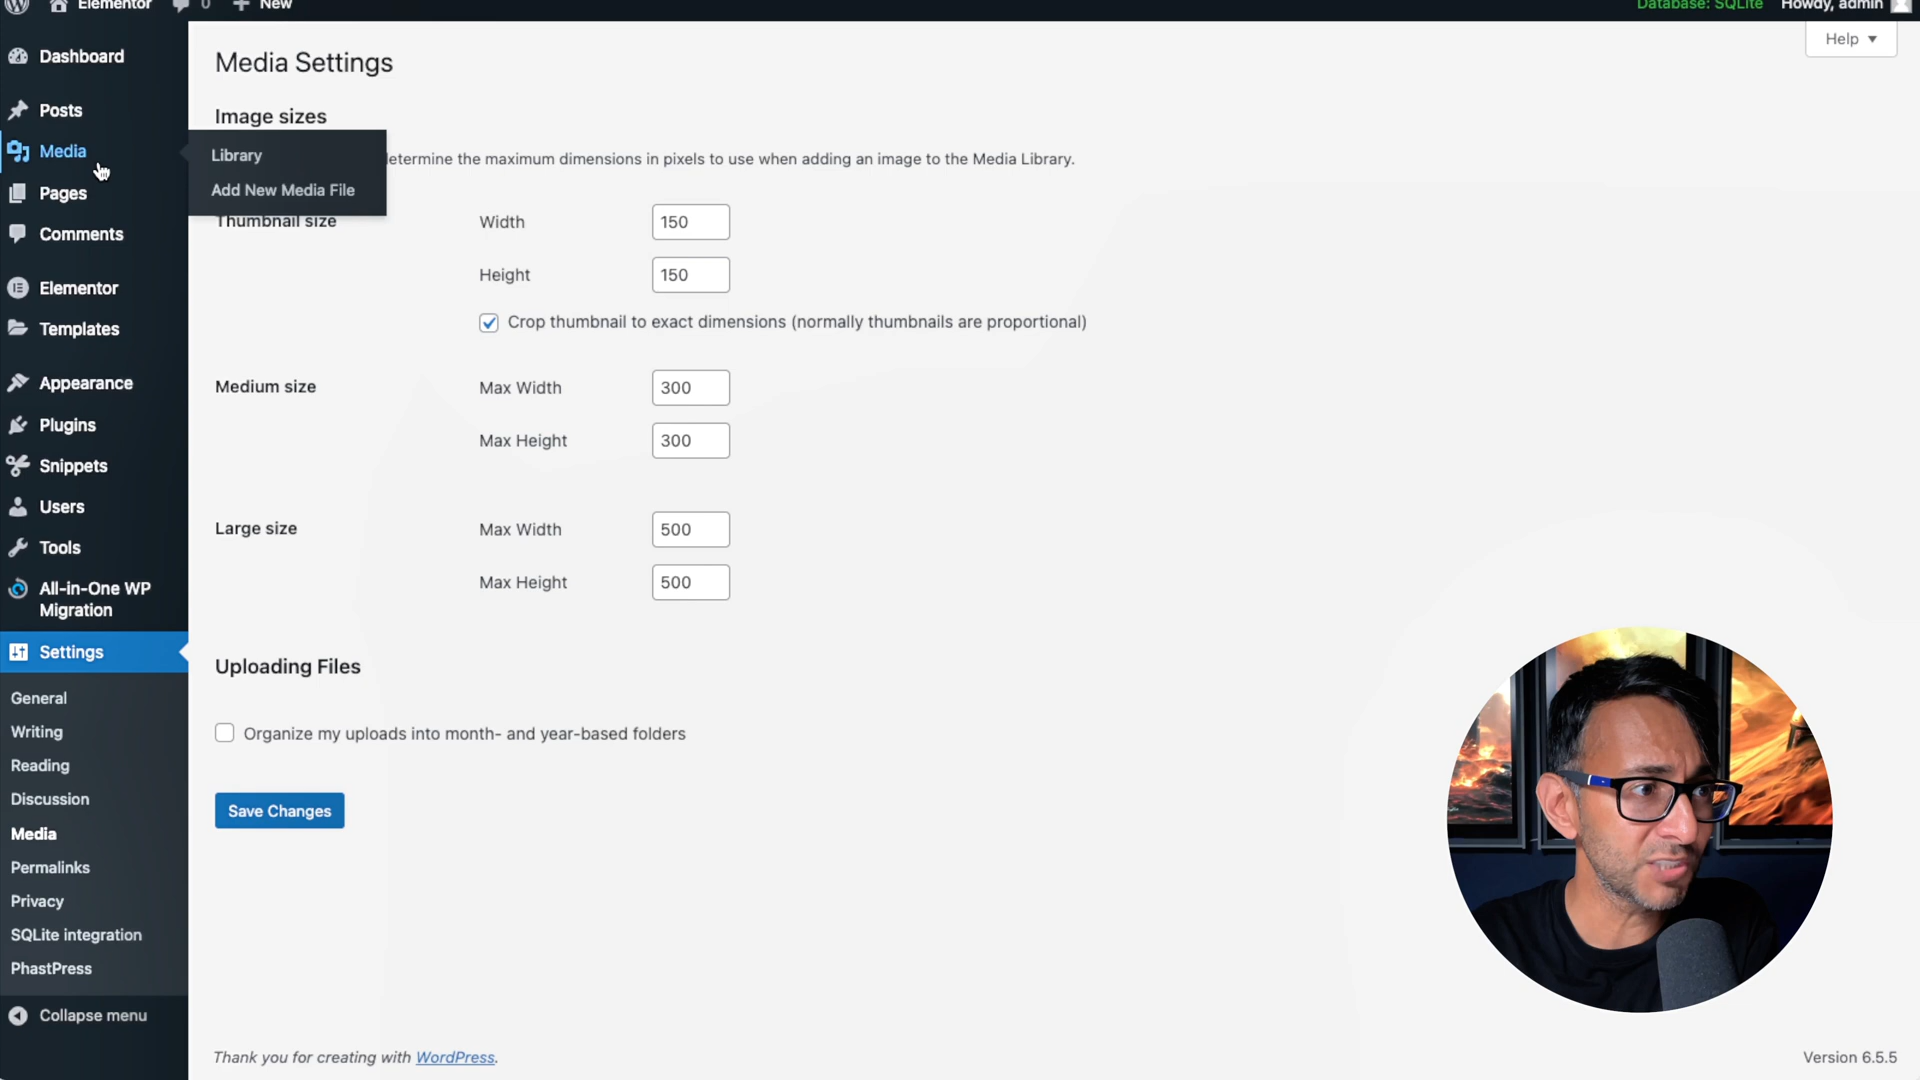 Elementor 0 New Database: SQLite Howdy, admin
Help
Dashboard
Posts
Media
Pages
Comments
Elementor
Templates
Appearance
Plugins
Snippets
Users
Tools
All-in-One WP
Migration
Settings
General
Writing
Reading
Discussion
Media
Permalinks
Privacy
SQLite integration
PhastPress
Collapse menu
Library
Add New Media File
Media Settings
Image sizes
determine the maximum dimensions in pixels to use when adding an image to the Media Library.
Thumbnail size Width 150
Height 150
Crop thumbnail to exact dimensions (normally thumbnails are proportional)
Medium size Max Width 300
Max Height 300
Large size Max Width 500
Max Height 500
Uploading Files
Organize my uploads into month- and year-based folders
Save Changes
Thank you for creating with WordPress. Version 6.5.5